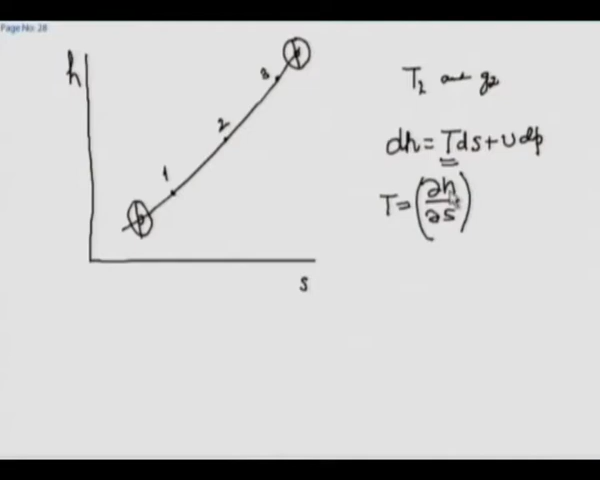 Page No: 28
h
3
2
1
s
T₂ and g₂
dh = Tds + vdp
T = (∂h/∂s)